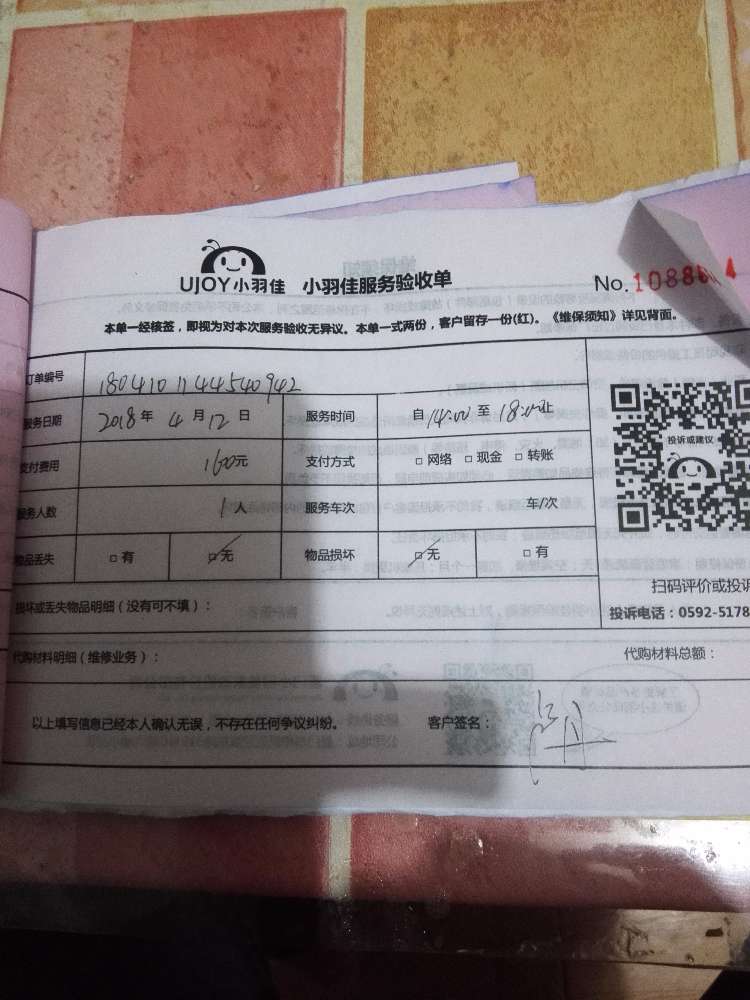 UJOY小羽佳 小羽佳服务验收单 No.
本单一经核签，即视为对本次服务验收无异议。本单一式两份，客户留存一份(红)。《维保须知》详见背面。
订单编号 1804101144540942
服务日期 2018年4月12日 服务时间 自14:00至18:00止
支付费用 160元 支付方式 □网络 □现金 □转账
投诉或建议
服务人数 1人 服务车次 车/次
物品丢失 □有 □无 物品损坏 □无 □有
扫码评价或投诉
损坏或丢失物品明细（没有可不填）：
投诉电话：0592-5178
代购材料明细（维修业务）： 代购材料总额：
以上填写信息已经本人确认无误，不存在任何争议纠纷。 客户签名：